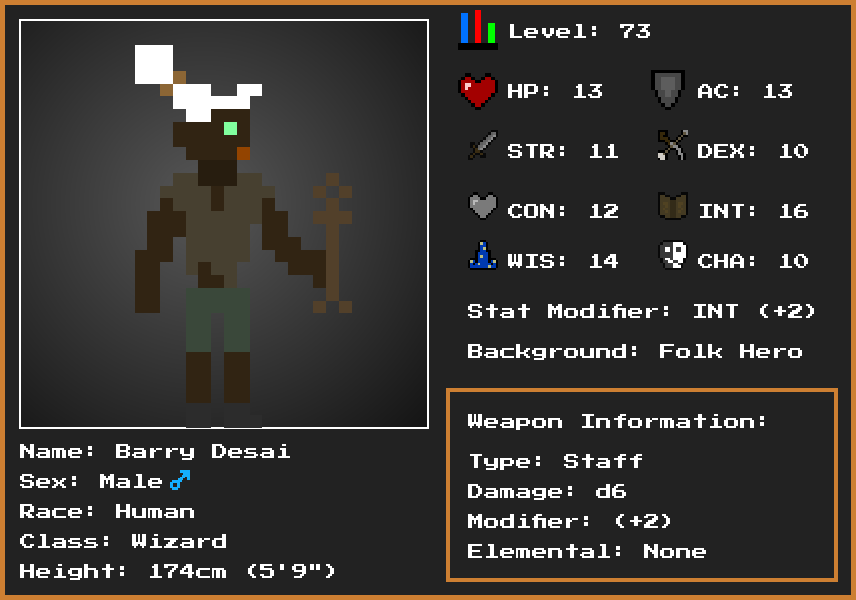 Level: 73
HP: 13 AC: 13
STR: 11 DEX: 10
CON: 12 INT: 16
WIS: 14 CHA: 10
Stat Modifier: INT (+2)
Background: Folk Hero
Weapon Information:
Type: Staff
Damage: d6
Modifier: (+2)
Elemental: None
Name: Barry Desai
Sex: Male♂
Race: Human
Class: Wizard
Height: 174cm (5'9")